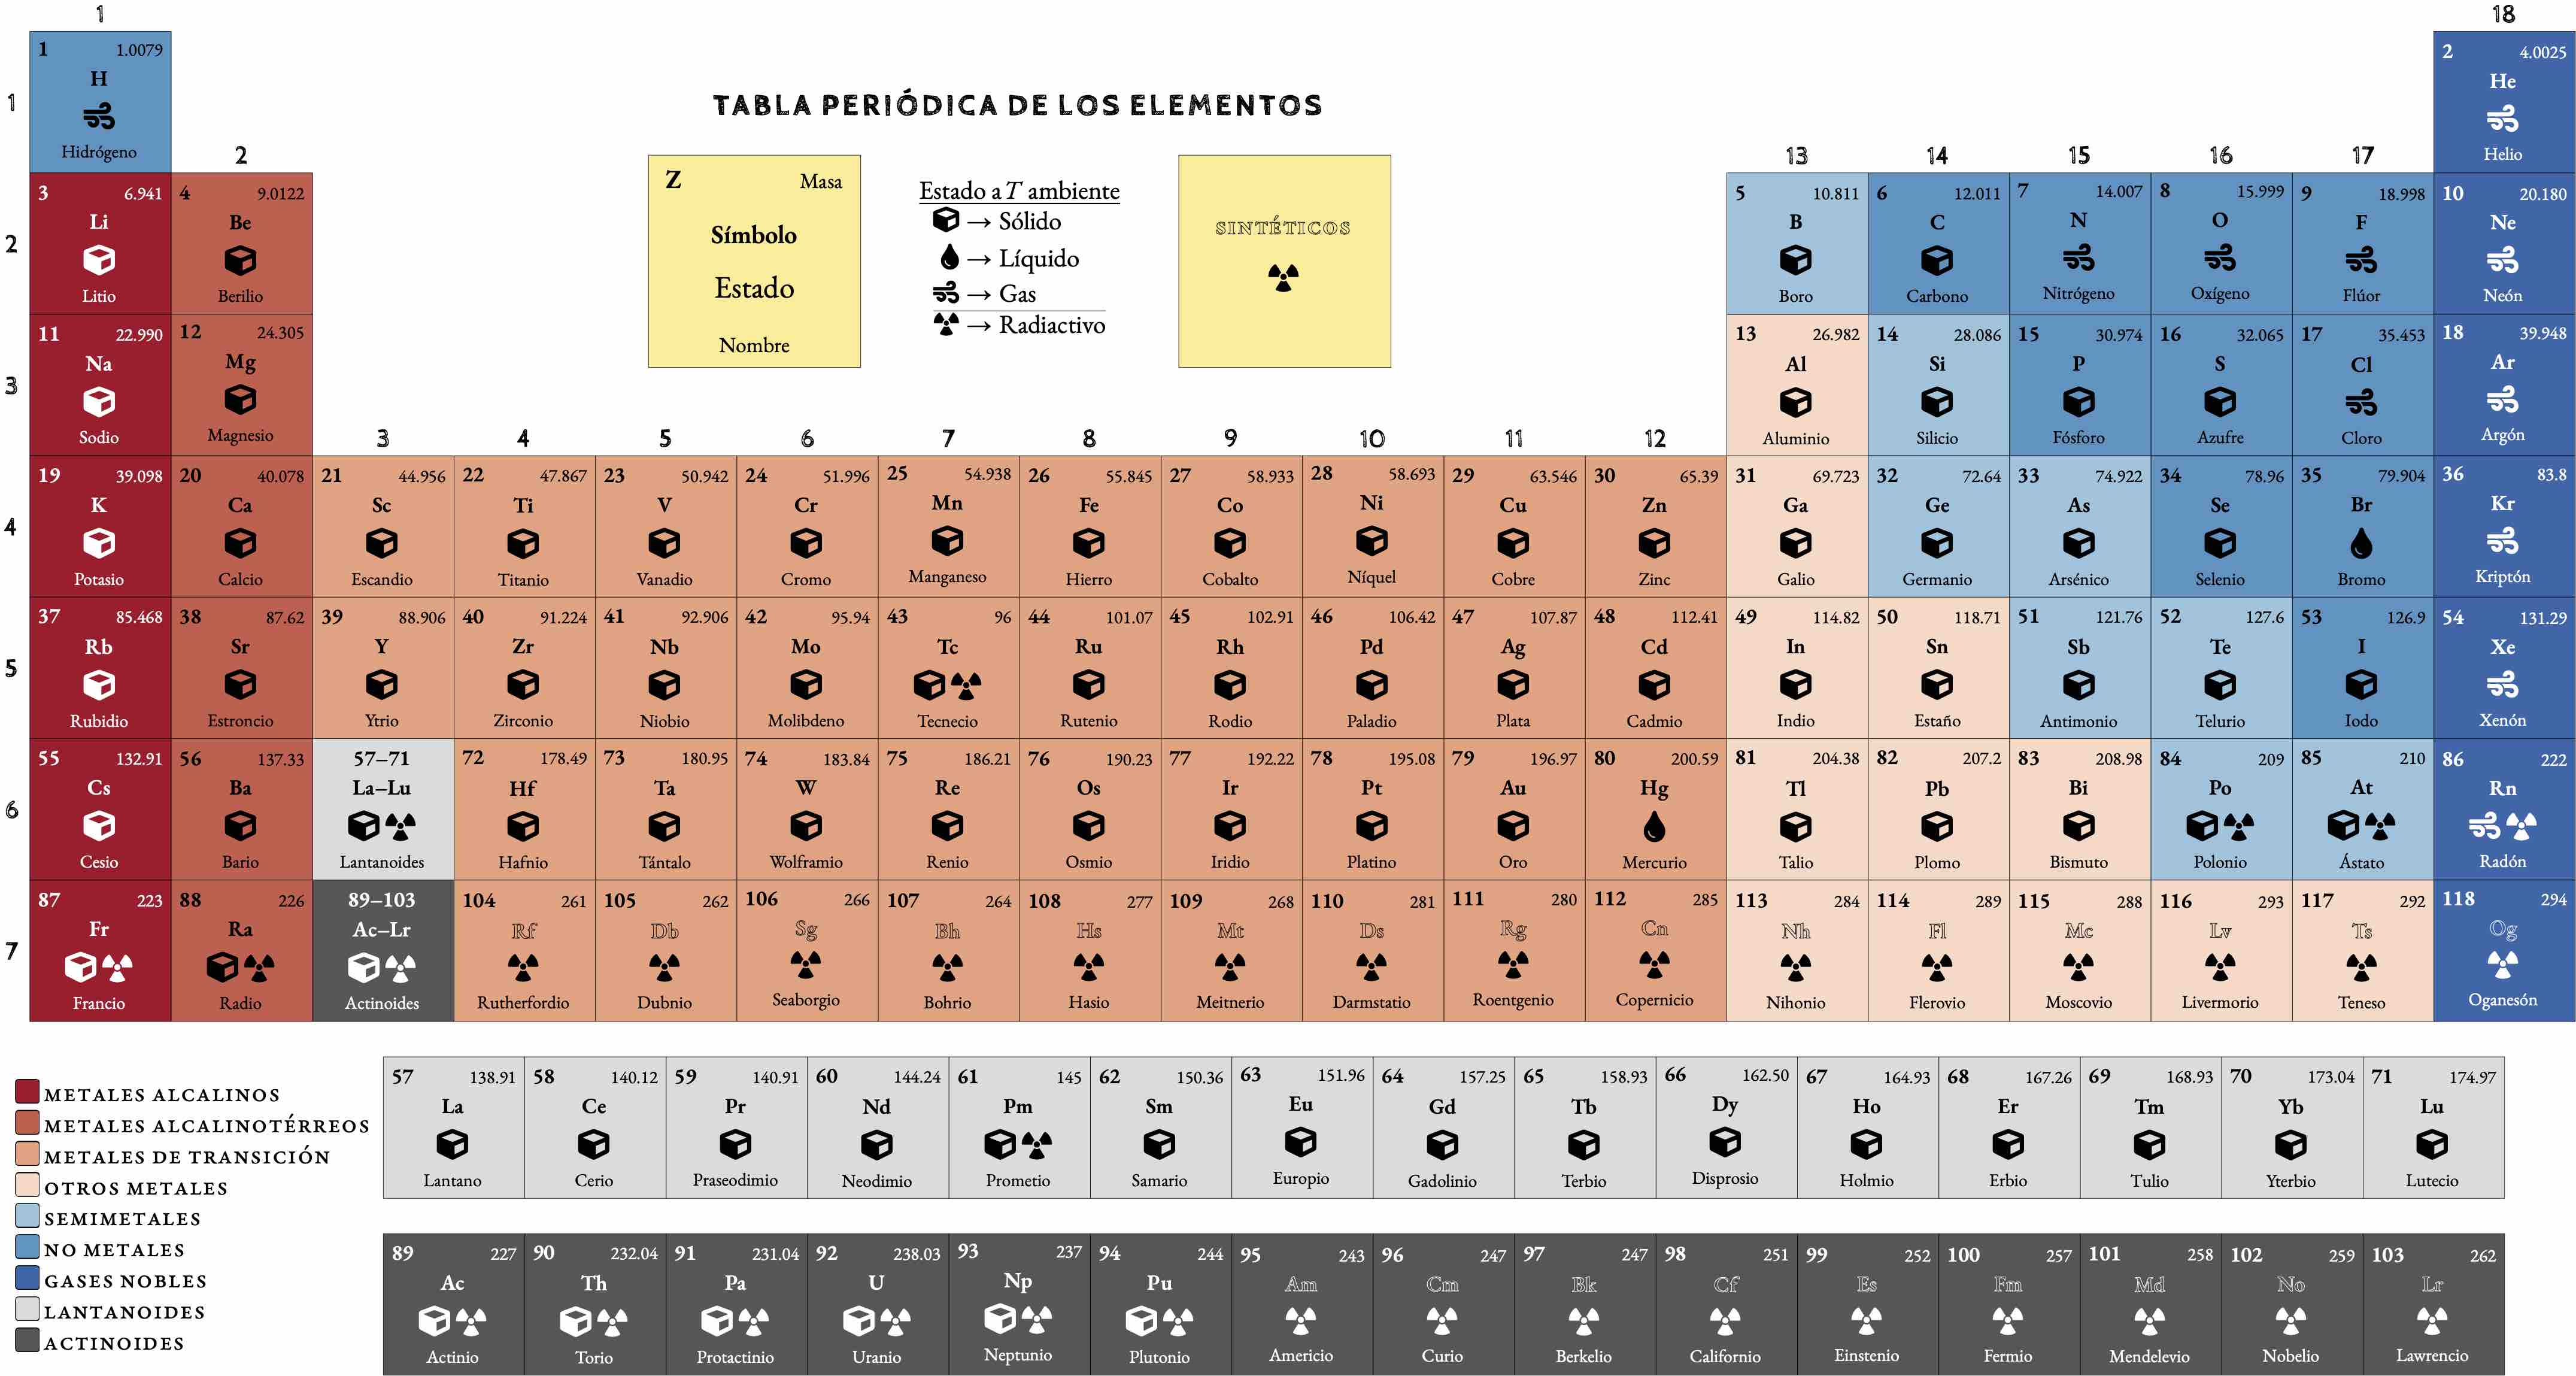 1 18
1 1.0079 2 4.0025
H He
1 TABLA PERIÓDICA DE LOS ELEMENTOS
Hidrógeno 2 13 14 15 16 17 Helio
Z Masa
Símbolo
Estado
Nombre
Estado a T ambiente
→ Sólido
→ Líquido
→ Gas
→ Radiactivo
SINTÉTICOS
3 6.941 4 9.0122 5 10.811 6 12.011 7 14.007 8 15.999 9 18.998 10 20.180
Li Be B C N O F Ne
2
Litio Berilio Boro Carbono Nitrógeno Oxígeno Flúor Neón
11 22.990 12 24.305 13 26.982 14 28.086 15 30.974 16 32.065 17 35.453 18 39.948
Na Mg Al Si P S Cl Ar
3
Sodio Magnesio 3 4 5 6 7 8 9 10 11 12 Aluminio Silicio Fósforo Azufre Cloro Argón
19 39.098 20 40.078 21 44.956 22 47.867 23 50.942 24 51.996 25 54.938 26 55.845 27 58.933 28 58.693 29 63.546 30 65.39 31 69.723 32 72.64 33 74.922 34 78.96 35 79.904 36 83.8
K Ca Sc Ti V Cr Mn Fe Co Ni Cu Zn Ga Ge As Se Br Kr
4
Potasio Calcio Escandio Titanio Vanadio Cromo Manganeso Hierro Cobalto Níquel Cobre Zinc Galio Germanio Arsénico Selenio Bromo Kriptón
37 85.468 38 87.62 39 88.906 40 91.224 41 92.906 42 95.94 43 96 44 101.07 45 102.91 46 106.42 47 107.87 48 112.41 49 114.82 50 118.71 51 121.76 52 127.6 53 126.9 54 131.29
Rb Sr Y Zr Nb Mo Tc Ru Rh Pd Ag Cd In Sn Sb Te I Xe
5
Rubidio Estroncio Ytrio Zirconio Niobio Molibdeno Tecnecio Rutenio Rodio Paladio Plata Cadmio Indio Estaño Antimonio Telurio Iodo Xenón
55 132.91 56 137.33 57–71 72 178.49 73 180.95 74 183.84 75 186.21 76 190.23 77 192.22 78 195.08 79 196.97 80 200.59 81 204.38 82 207.2 83 208.98 84 209 85 210 86 222
Cs Ba La–Lu Hf Ta W Re Os Ir Pt Au Hg Tl Pb Bi Po At Rn
6
Cesio Bario Lantanoides Hafnio Tántalo Wolframio Renio Osmio Iridio Platino Oro Mercurio Talio Plomo Bismuto Polonio Ástato Radón
87 223 88 226 89–103 104 261 105 262 106 266 107 264 108 277 109 268 110 281 111 280 112 285 113 284 114 289 115 288 116 293 117 292 118 294
Fr Ra Ac–Lr Rf Db Sg Bh Hs Mt Ds Rg Cn Nh Fl Mc Lv Ts Og
7
Francio Radio Actinoides Rutherfordio Dubnio Seaborgio Bohrio Hasio Meitnerio Darmstatio Roentgenio Copernicio Nihonio Flerovio Moscovio Livermorio Teneso Oganesón
METALES ALCALINOS
METALES ALCALINOTÉRREOS
METALES DE TRANSICIÓN
OTROS METALES
SEMIMETALES
NO METALES
GASES NOBLES
LANTANOIDES
ACTINOIDES
57 138.91 58 140.12 59 140.91 60 144.24 61 145 62 150.36 63 151.96 64 157.25 65 158.93 66 162.50 67 164.93 68 167.26 69 168.93 70 173.04 71 174.97
La Ce Pr Nd Pm Sm Eu Gd Tb Dy Ho Er Tm Yb Lu
Lantano Cerio Praseodimio Neodimio Prometio Samario Europio Gadolinio Terbio Disprosio Holmio Erbio Tulio Yterbio Lutecio
89 227 90 232.04 91 231.04 92 238.03 93 237 94 244 95 243 96 247 97 247 98 251 99 252 100 257 101 258 102 259 103 262
Ac Th Pa U Np Pu Am Cm Bk Cf Es Fm Md No Lr
Actinio Torio Protactinio Uranio Neptunio Plutonio Americio Curio Berkelio Californio Einstenio Fermio Mendelevio Nobelio Lawrencio